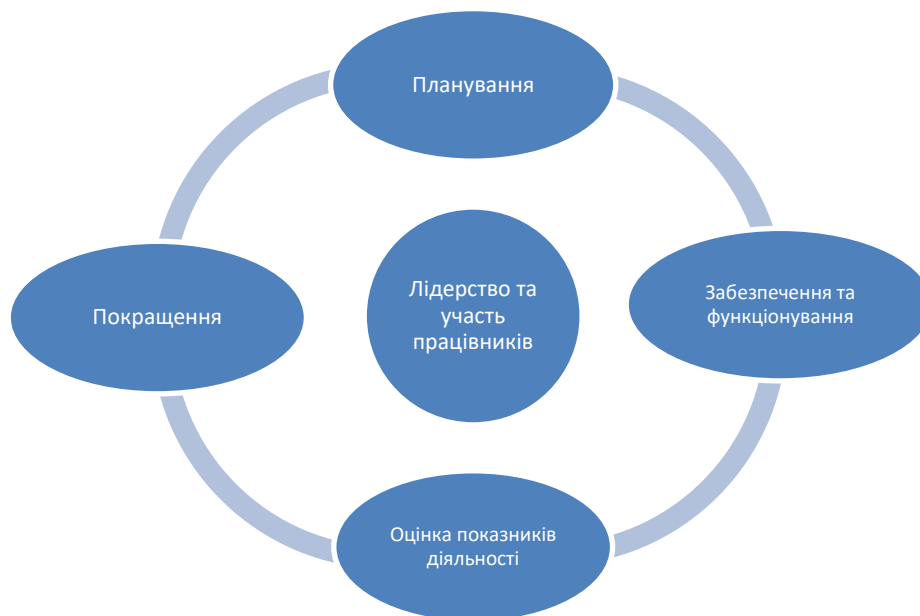 Планування
Лідерство та
участь
працівників
Забезпечення та
функціонування
Покращення
Оцінка показників
діяльності